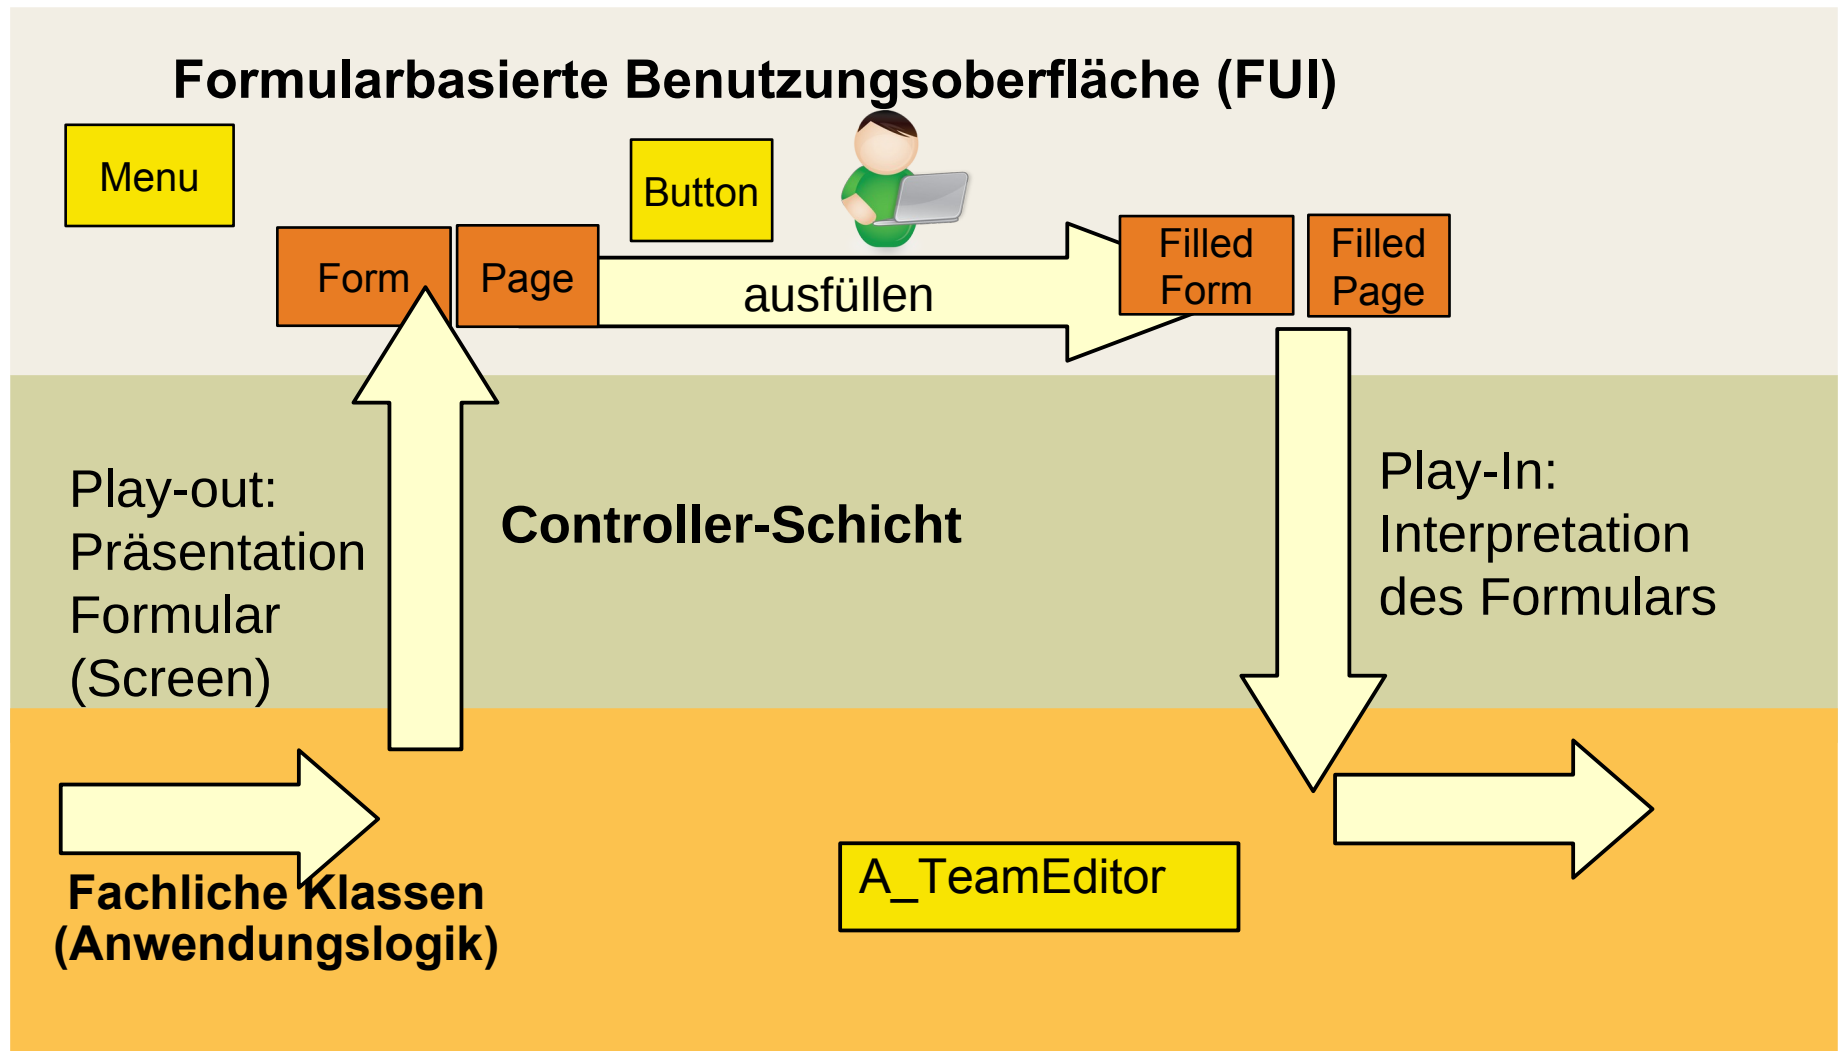 Formularbasierte Benutzungsoberfläche (FUI)
Menu
Button
Form
Page
ausfüllen
Filled
Form
Filled
Page
Play-out:
Präsentation
Formular
(Screen)
Controller-Schicht
Play-In:
Interpretation
des Formulars
Fachliche Klassen
(Anwendungslogik)
A_TeamEditor